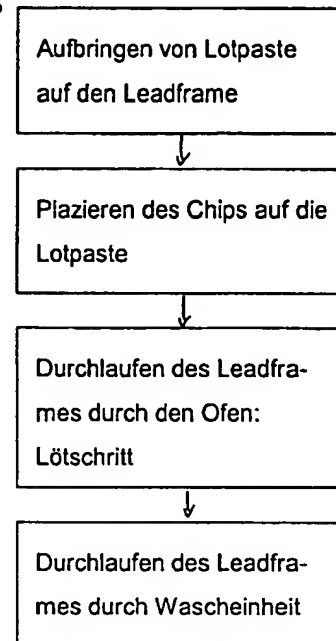 Aufbringen von Lotpaste
auf den Leadframe
Plazieren des Chips auf die
Lotpaste
Durchlaufen des Leadfra-
mes durch den Ofen:
Lötschritt
Durchlaufen des Leadfra-
mes durch Wascheinheit